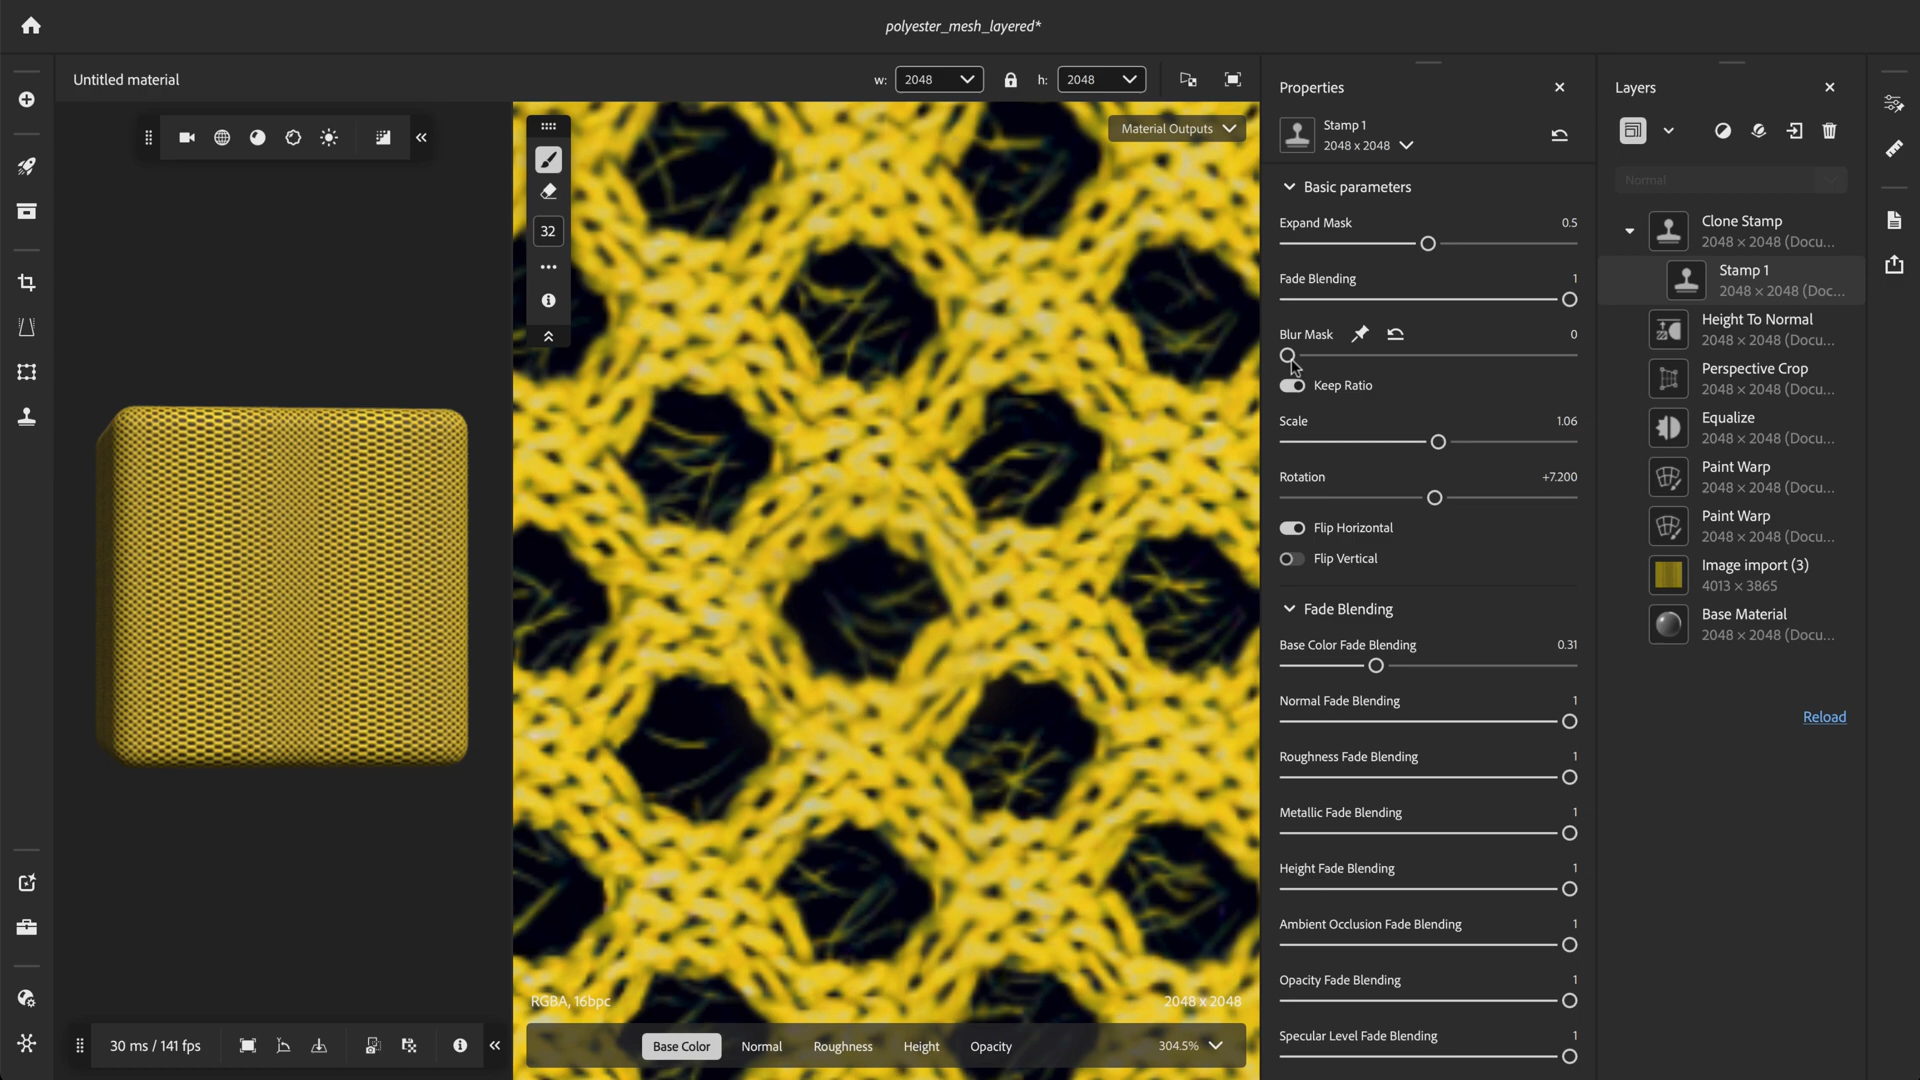 polyester_mesh_layered*
Untitled material
w:
2048
h:
2048
Material Outputs
32
RGBA, 16bpc
2048 x 2048
Base Color
Normal
Roughness
Height
Opacity
304.5%
30 ms / 141 fps
Properties
Stamp 1
2048 x 2048
Basic parameters
Expand Mask
0.5
Fade Blending
1
Blur Mask
0
Keep Ratio
Scale
1.06
Rotation
+7.200
Flip Horizontal
Flip Vertical
Fade Blending
Base Color Fade Blending
0.31
Normal Fade Blending
1
Roughness Fade Blending
1
Metallic Fade Blending
1
Height Fade Blending
1
Ambient Occlusion Fade Blending
1
Opacity Fade Blending
1
Specular Level Fade Blending
1
Layers
Normal
Clone Stamp
2048 × 2048 (Docu...
Stamp 1
2048 × 2048 (Doc...
Height To Normal
2048 × 2048 (Docu...
Perspective Crop
2048 × 2048 (Docu...
Equalize
2048 × 2048 (Docu...
Paint Warp
2048 × 2048 (Docu...
Paint Warp
2048 × 2048 (Docu...
Image import (3)
4013 × 3865
Base Material
2048 × 2048 (Docu...
Reload